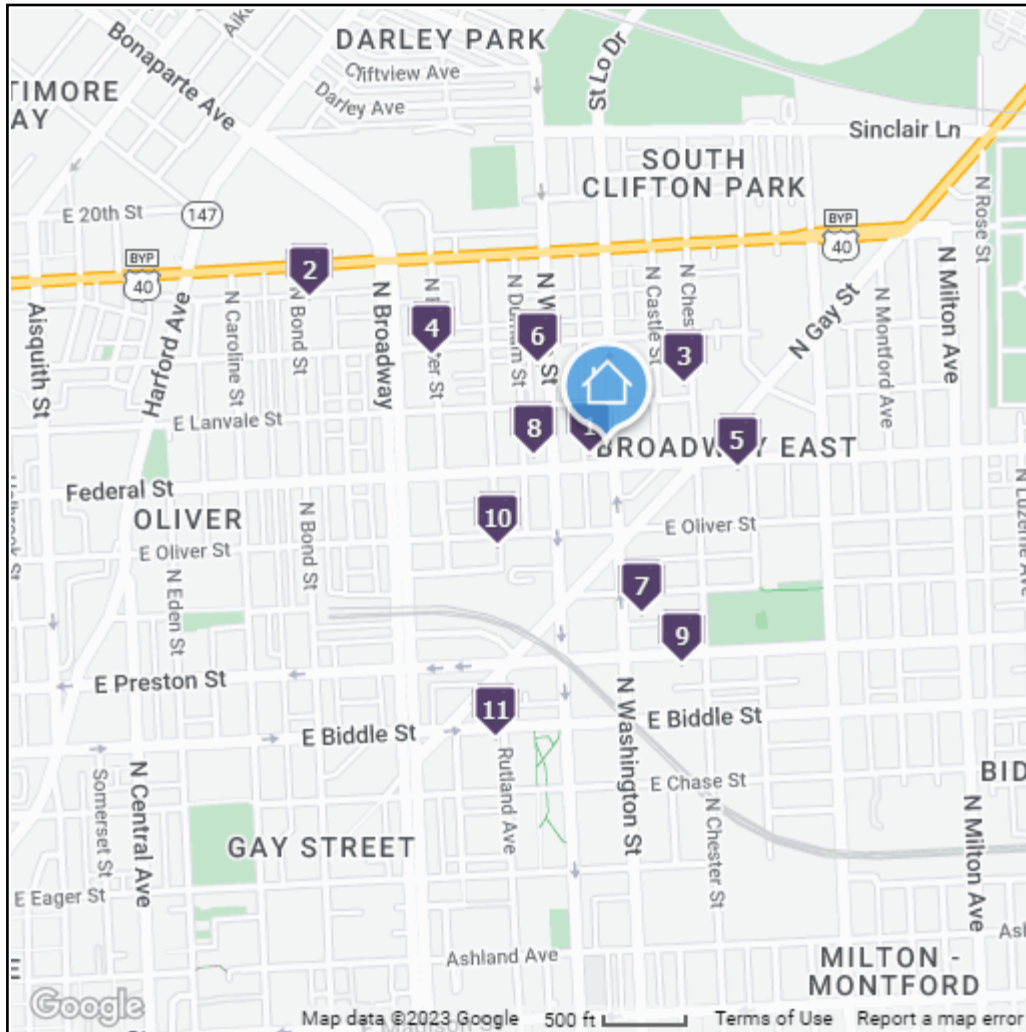 DARLEY PARK
Bonaparte Ave
Aike
St Lo Dr
Cliftview Ave
Darley Ave
TIMORE
AY
Sinclair Ln
SOUTH
CLIFTON PARK
N Rose St
E 20th St
147
BYP
40
BYP
40
2
N Broadway
N Caroline St
N Bond St
Aisquith St
Harford Ave
4
N Durham St
6
N Castle St
N Ches
3
N Gay St
N Montford Ave
N Milton Ave
E Lanvale St
8
1
BROADWAY EAST
5
Federal St
OLIVER
N Bond St
10
E Oliver St
E Oliver St
N Eden St
7
9
E Preston St
11
E Biddle St
E Biddle St
N Washington St
Rutland Ave
E Chase St
BID
Somerset St
N Central Ave
N Chester St
N Milton Ave
GAY STREET
E Eager St
Ashland Ave
MILTON -
MONTFORD
Google
Map data ©2023 Google
500 ft
Terms of Use
Report a map error